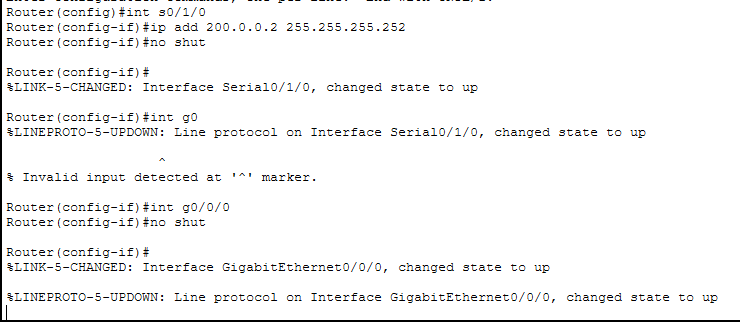 Router(config)#int s0/1/0
Router(config-if)#ip add 200.0.0.2 255.255.255.252
Router(config-if)#no shut
Router(config-if)#
%LINK-5-CHANGED: Interface Serial0/1/0, changed state to up
Router(config-if)#int g0
%LINEPROTO-5-UPDOWN: Line protocol on Interface Serial0/1/0, changed state to up
^
% Invalid input detected at '^' marker.
Router(config-if)#int g0/0/0
Router(config-if)#no shut
Router(config-if)#
%LINK-5-CHANGED: Interface GigabitEthernet0/0/0, changed state to up
%LINEPROTO-5-UPDOWN: Line protocol on Interface GigabitEthernet0/0/0, changed state to up